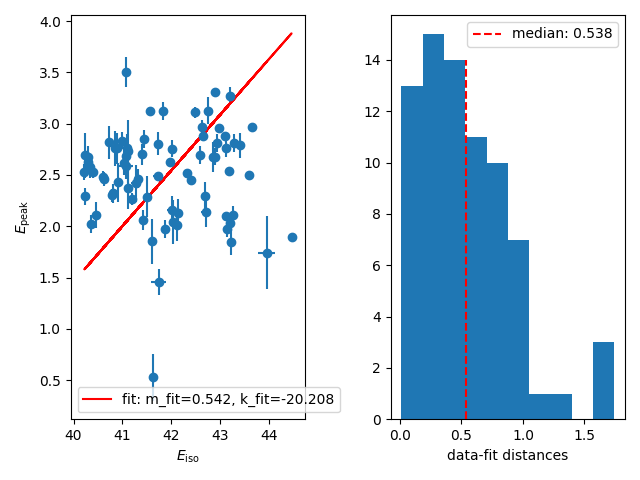 4.0
3.5
3.0
2.5
2.0
1.5
1.0
0.5
E_peak
40 41 42 43 44
E_iso
fit: m_fit=0.542, k_fit=-20.208
median: 0.538
14
12
10
8
6
4
2
0
0.0 0.5 1.0 1.5
data-fit distances